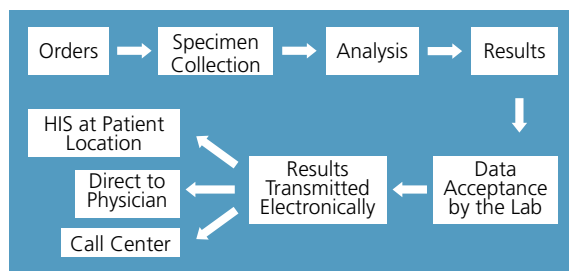 Orders
Specimen
Collection
Analysis
Results
HIS at Patient
Location
Direct to
Physician
Call Center
Results
Transmitted
Electronically
Data
Acceptance
by the Lab